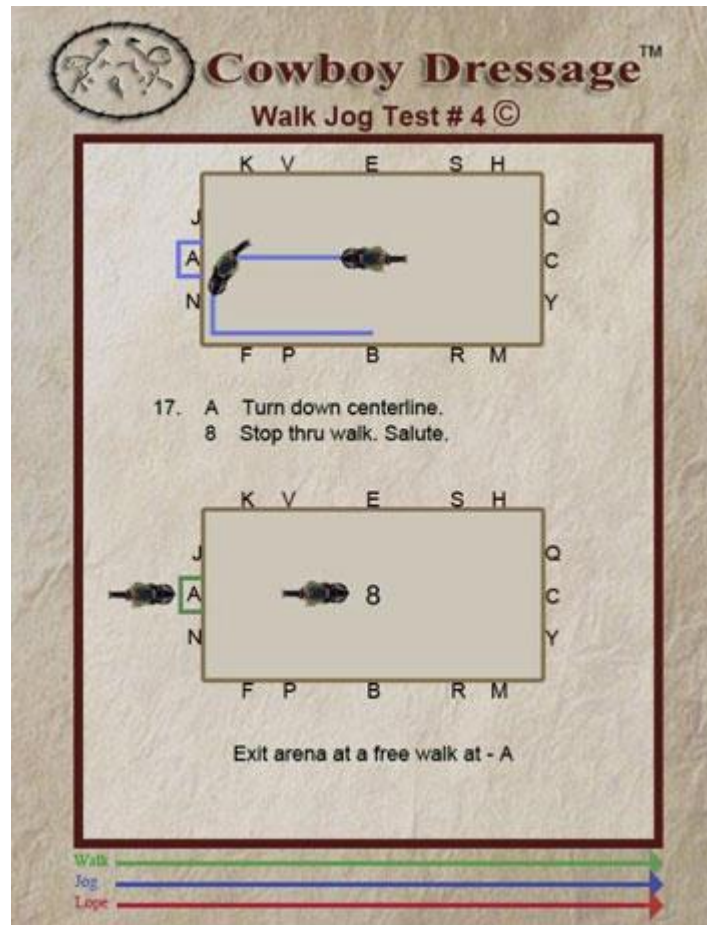 Cowboy Dressage™
Walk Jog Test # 4 ©
K V E S H
J Q
A C
N Y
F P B R M
17. A Turn down centerline.
8 Stop thru walk. Salute.
K V E S H
J Q
A 8 C
N Y
F P B R M
Exit arena at a free walk at - A
Walk
Jog
Lope